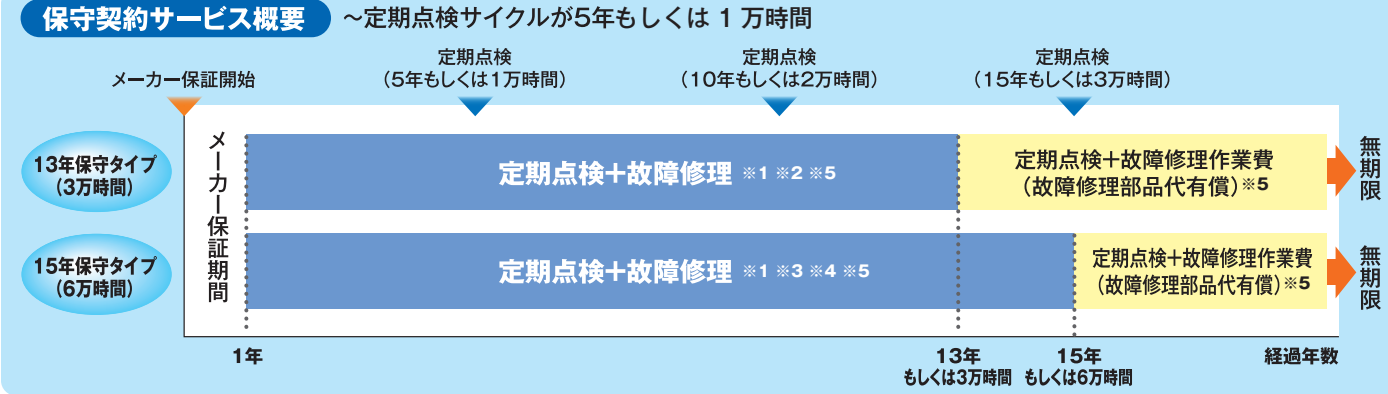 保守契約サービス概要
～定期点検サイクルが5年もしくは 1 万時間
メーカー保証開始
定期点検
（5年もしくは1万時間）
定期点検
（10年もしくは2万時間）
定期点検
（15年もしくは3万時間）
13年保守タイプ
（3万時間）
メーカー保証期間
定期点検＋故障修理 ※1 ※2 ※5
定期点検＋故障修理作業費
（故障修理部品代有償）※5
無期限
15年保守タイプ
（6万時間）
定期点検＋故障修理 ※1 ※3 ※4 ※5
定期点検＋故障修理作業費
（故障修理部品代有償）※5
無期限
1年
13年
もしくは3万時間
15年
もしくは6万時間
経過年数